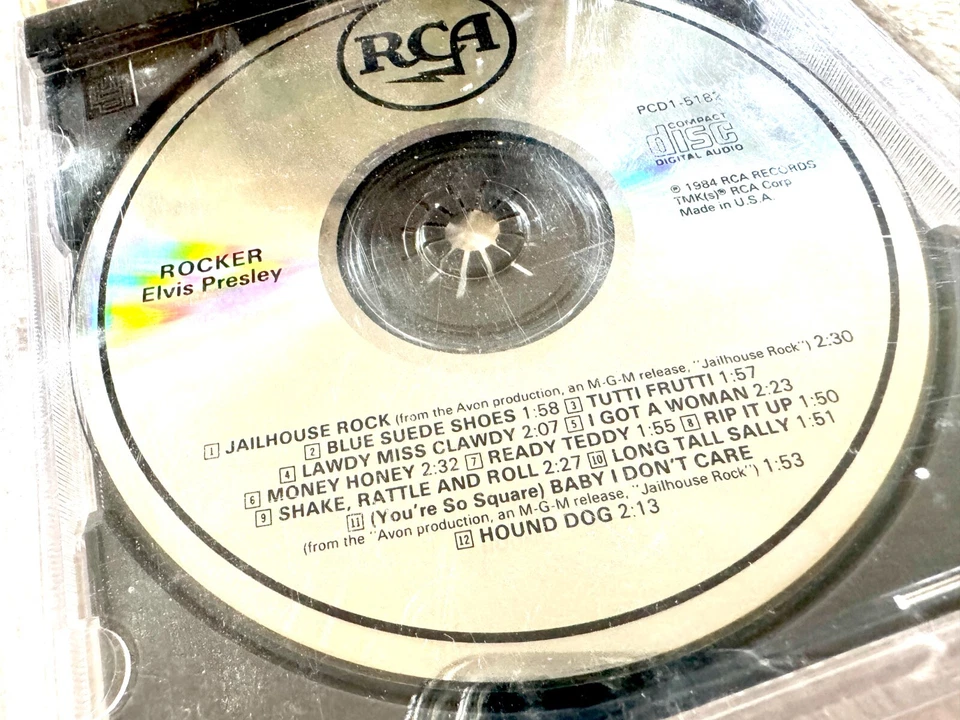 RCA
PCD1-5182
COMPACT
disc
DIGITAL AUDIO
℗ 1984 RCA RECORDS
TMK(s)® RCA Corp
Made in U.S.A.
ROCKER
Elvis Presley
1 JAILHOUSE ROCK (from the Avon production, an M-G-M release, "Jailhouse Rock") 2:30
2 BLUE SUEDE SHOES 1:58 3 TUTTI FRUTTI 1:57
4 LAWDY MISS CLAWDY 2:07 5 I GOT A WOMAN 2:23
6 MONEY HONEY 2:32 7 READY TEDDY 1:55 8 RIP IT UP 1:50
9 SHAKE, RATTLE AND ROLL 2:27 10 LONG TALL SALLY 1:51
11 (You're So Square) BABY I DON'T CARE
(from the "Avon production, an M-G-M release, "Jailhouse Rock") 1:53
12 HOUND DOG 2:13